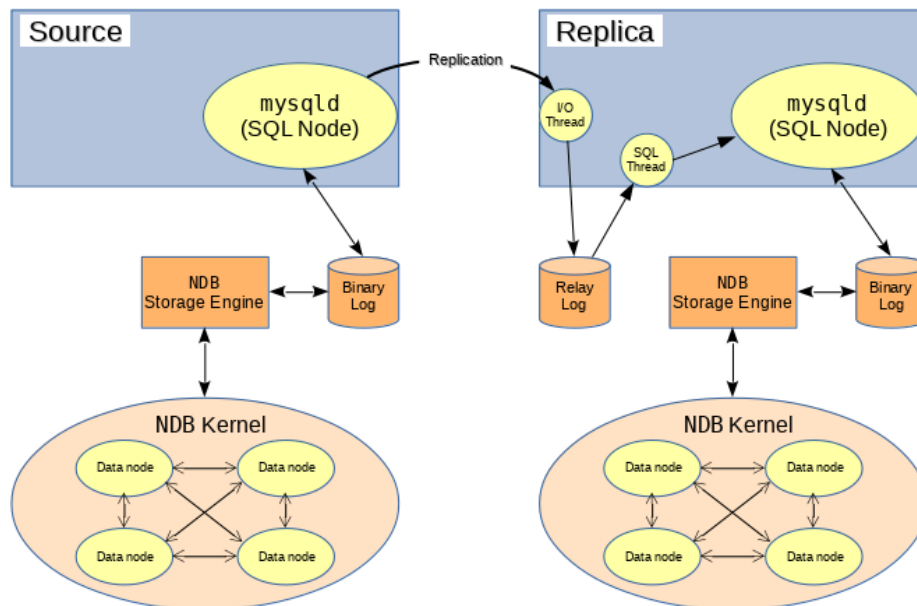 Source
Replica
Replication
mysqld
(SQL Node)
I/O
Thread
SQL
Thread
mysqld
(SQL Node)
NDB
Storage Engine
Binary
Log
Relay
Log
NDB
Storage Engine
Binary
Log
NDB Kernel
Data node
Data node
Data node
Data node
NDB Kernel
Data node
Data node
Data node
Data node